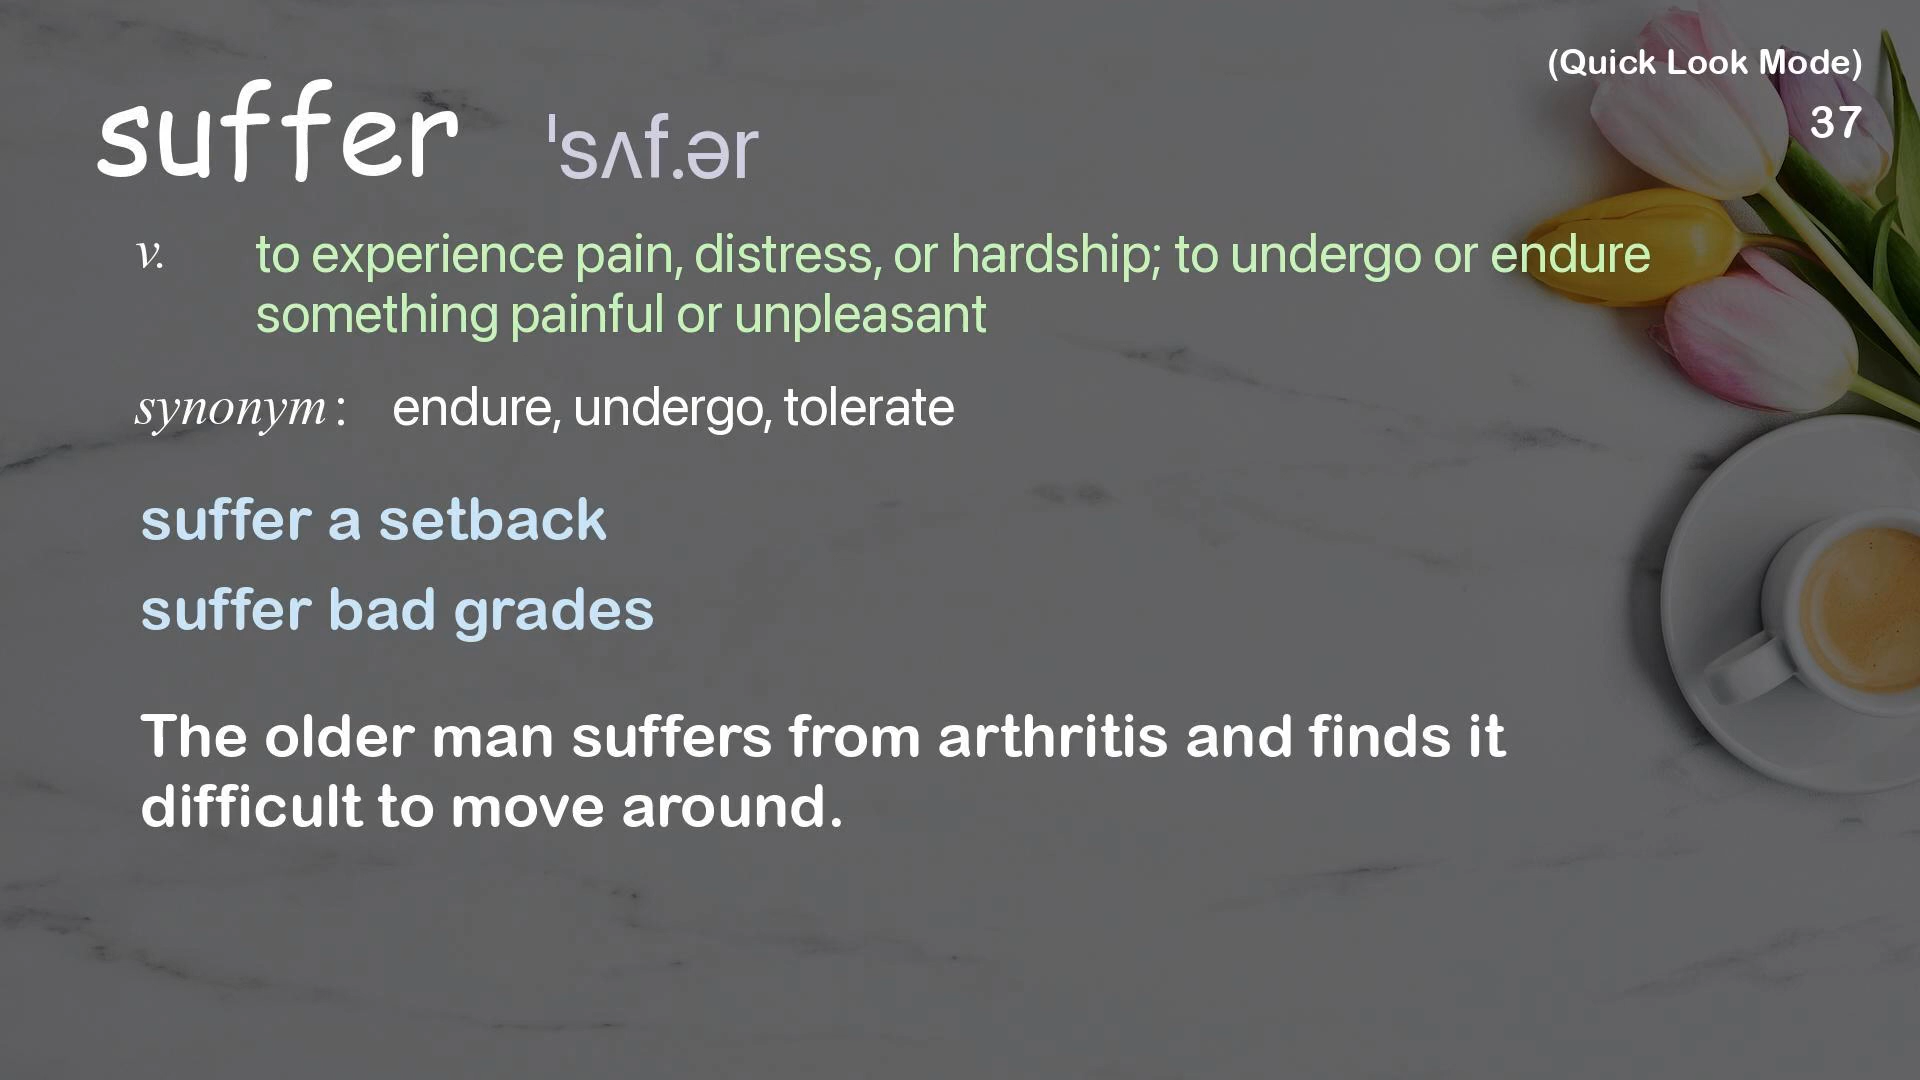 (Quick Look Mode)
37
suffer ˈsʌf.ər
v. to experience pain, distress, or hardship; to undergo or endure
something painful or unpleasant
synonym: endure, undergo, tolerate
suffer a setback
suffer bad grades
The older man suffers from arthritis and finds it
difficult to move around.